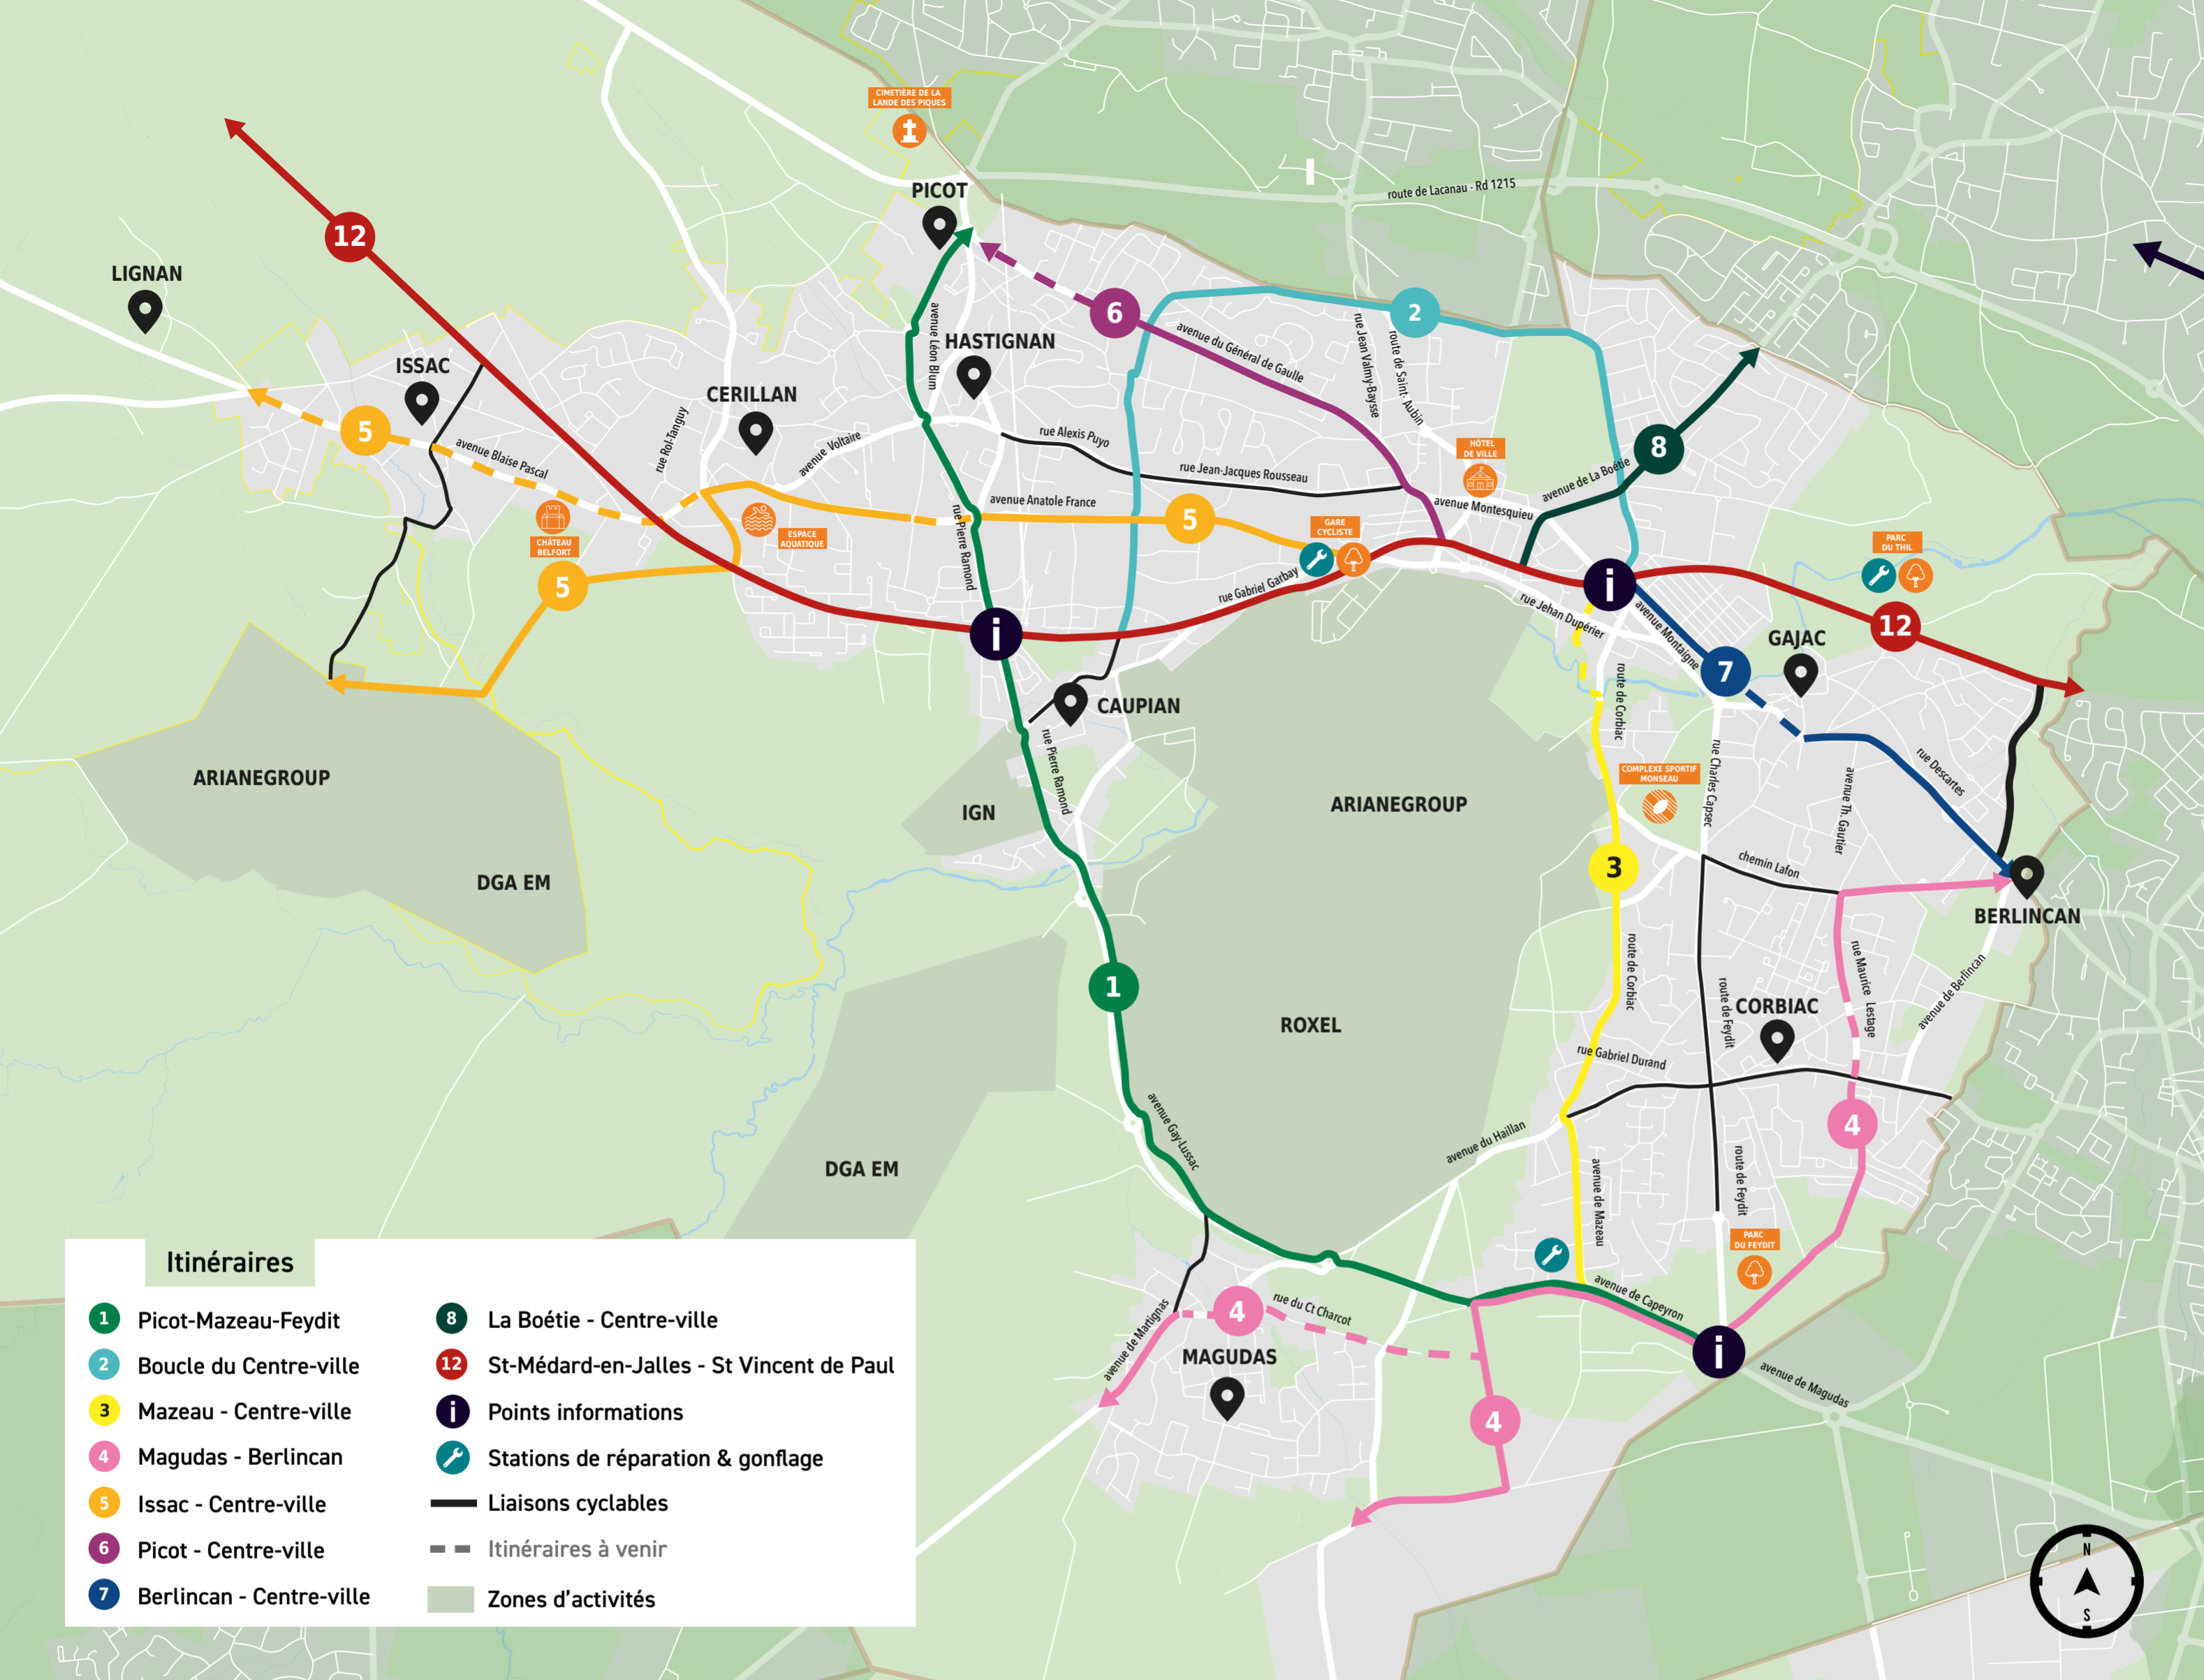 CIMETIÈRE DE LA
LANDE DES PIQUES
PICOT
route de Lacanau - Rd 1215
12
LIGNAN
6
2
avenue Léon Blum
HASTIGNAN
avenue du Général de Gaulle
rue Jean Valmy-Baysse
route de Saint-Aubin
ISSAC
CERILLAN
5
avenue Blaise Pascal
rue Rol-Tanguy
avenue Voltaire
rue Alexis Puyo
rue Jean-Jacques Rousseau
HÔTEL
DE VILLE
8
avenue de La Boétie
avenue Anatole France
avenue Montesquieu
CHÂTEAU
BELFORT
ESPACE
AQUATIQUE
rue Pierre Ramond
5
GARE
CYCLISTE
PARC
DU THIL
5
rue Gabriel Garbay
i
rue Jehan Dupérier
avenue Montaigne
i
12
GAJAC
7
route de Corbiac
CAUPIAN
rue Pierre Ramond
ARIANEGROUP
IGN
ARIANEGROUP
COMPLEXE SPORTIF
MONSEAU
rue Charles Capsec
avenue Th. Gautier
rue Descartes
3
chemin Lafon
DGA EM
BERLINCAN
1
route de Corbiac
rue Maurice Lestage
avenue de Berlincan
ROXEL
route de Feydit
CORBIAC
rue Gabriel Durand
avenue Gay-Lussac
avenue du Haillan
4
DGA EM
avenue de Mazeau
route de Feydit
PARC
DU FEYDIT
avenue de Capeyron
4
rue du Ct Charcot
avenue de Martignas
MAGUDAS
i
avenue de Magudas
4
Itinéraires
1 Picot-Mazeau-Feydit
2 Boucle du Centre-ville
3 Mazeau - Centre-ville
4 Magudas - Berlincan
5 Issac - Centre-ville
6 Picot - Centre-ville
7 Berlincan - Centre-ville
8 La Boétie - Centre-ville
12 St-Médard-en-Jalles - St Vincent de Paul
i Points informations
Stations de réparation & gonflage
Liaisons cyclables
Itinéraires à venir
Zones d'activités
N
S